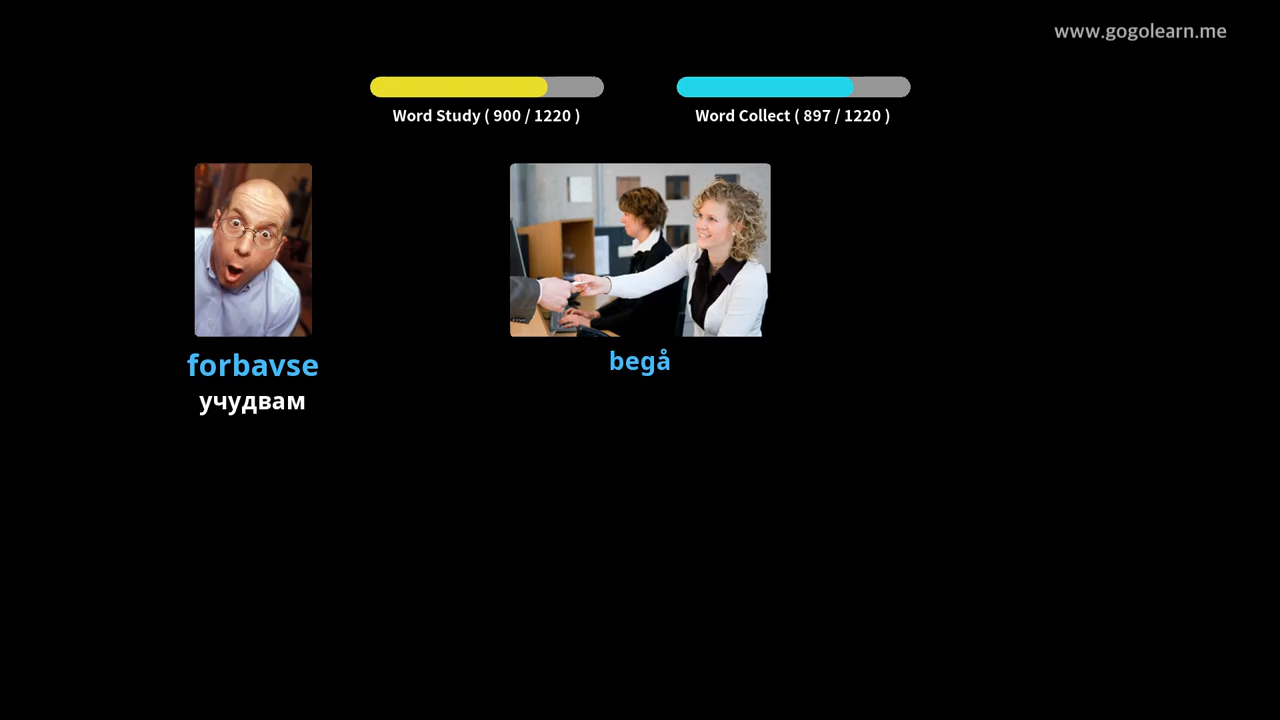 www.gogolearn.me
Word Study ( 900 / 1220 )
Word Collect ( 897 / 1220 )
forbavse
учудвам
begå